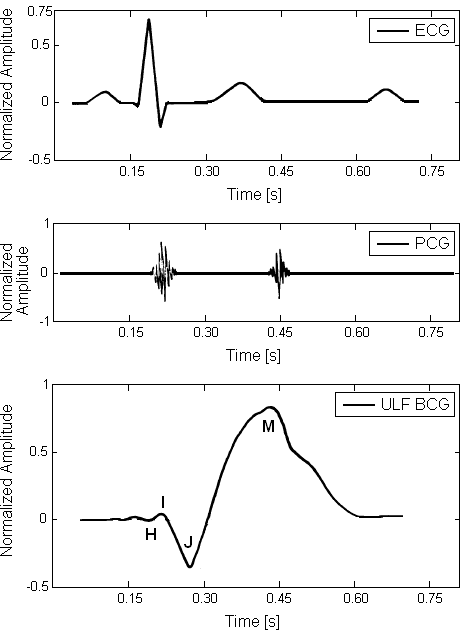 Normalized Amplitude
0.75
0.5
0
-0.5
ECG
0.15 0.30 0.45 0.60 0.75
Time [s]
Normalized
Amplitude
1
0
-1
PCG
0.15 0.30 0.45 0.60 0.75
Time [s]
Normalized Amplitude
1
0.5
0
-0.5
ULF BCG
M
I
H
J
0.15 0.30 0.45 0.60 0.75
Time [s]